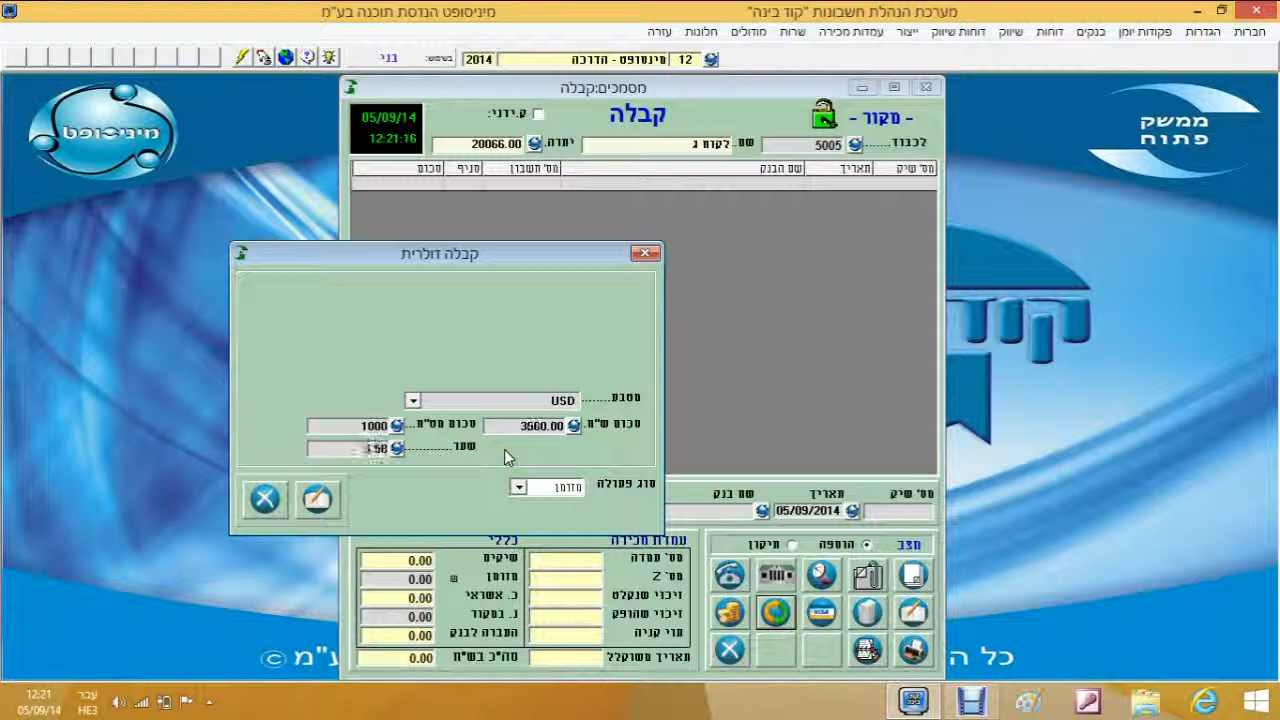 מערכת הנהלת חשבונות "קוד בינה"
מיניסופט הנדסת תוכנה בע"מ
חברות הגדרות פקודות יומן בנקים דוחות שיווק דוחות שיווק ייצור עמדות מכירה שרות מודולים חלונות עזרה
12 מינטופט - הדרכה 2014 בשימוש: בני
מיניסופט
ממשק
פתוח
מסמכים:קבלה
- מקור -
קבלה
ק.ידני:
05/09/14
12:21:16
לכבוד....... 5005 שם.. לקוח ג יתרה. 20066.00
מס' שיק תאריך שם הבנק מס' חשבון סניף סכום
קבלה דולרית
מטבע....... USD
סכום ש"ח. 3560.00 סכום מט"ח... 1000
שער
סוג פעולה מזומן
מס' שיק תאריך שם בנק
05/09/2014
מצב הוספה תיקון
עמדת מכירה
מס' עמדה
מס' Z
זיכוי שנקלט
זיכוי שהופק
תווי קניה
תאריך משוקלל
כללי
שיקים 0.00
מזומן ₪ 0.00
כ. אשראי 0.00
נ. במקור 0.00
העברה לבנק 0.00
סה"כ בש"ח 0.00
כל ה
ע"מ ©
12:21
05/09/14
עבר
HE3